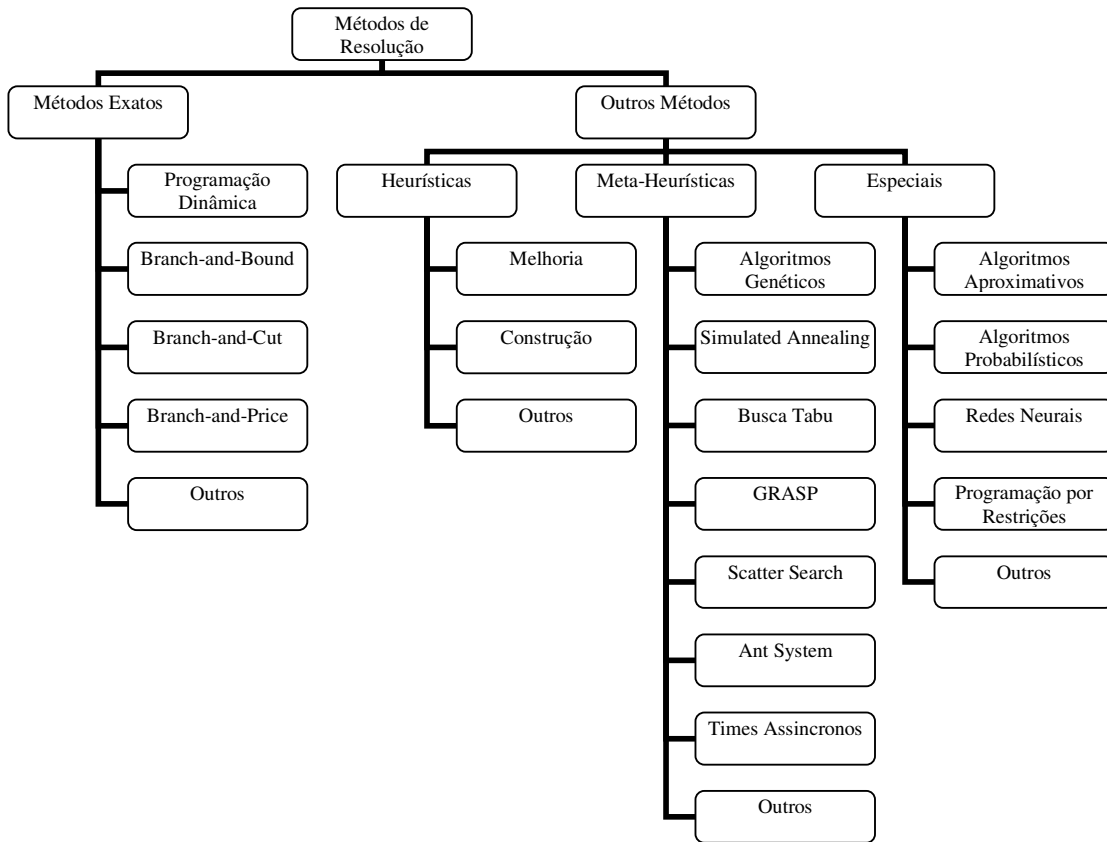 Métodos de
Resolução
Métodos Exatos
Outros Métodos
Programação
Dinâmica
Branch-and-Bound
Branch-and-Cut
Branch-and-Price
Outros
Heurísticas
Meta-Heurísticas
Especiais
Melhoria
Construção
Outros
Algoritmos
Genéticos
Simulated Annealing
Busca Tabu
GRASP
Scatter Search
Ant System
Times Assincronos
Outros
Algoritmos
Aproximativos
Algoritmos
Probabilísticos
Redes Neurais
Programação por
Restrições
Outros